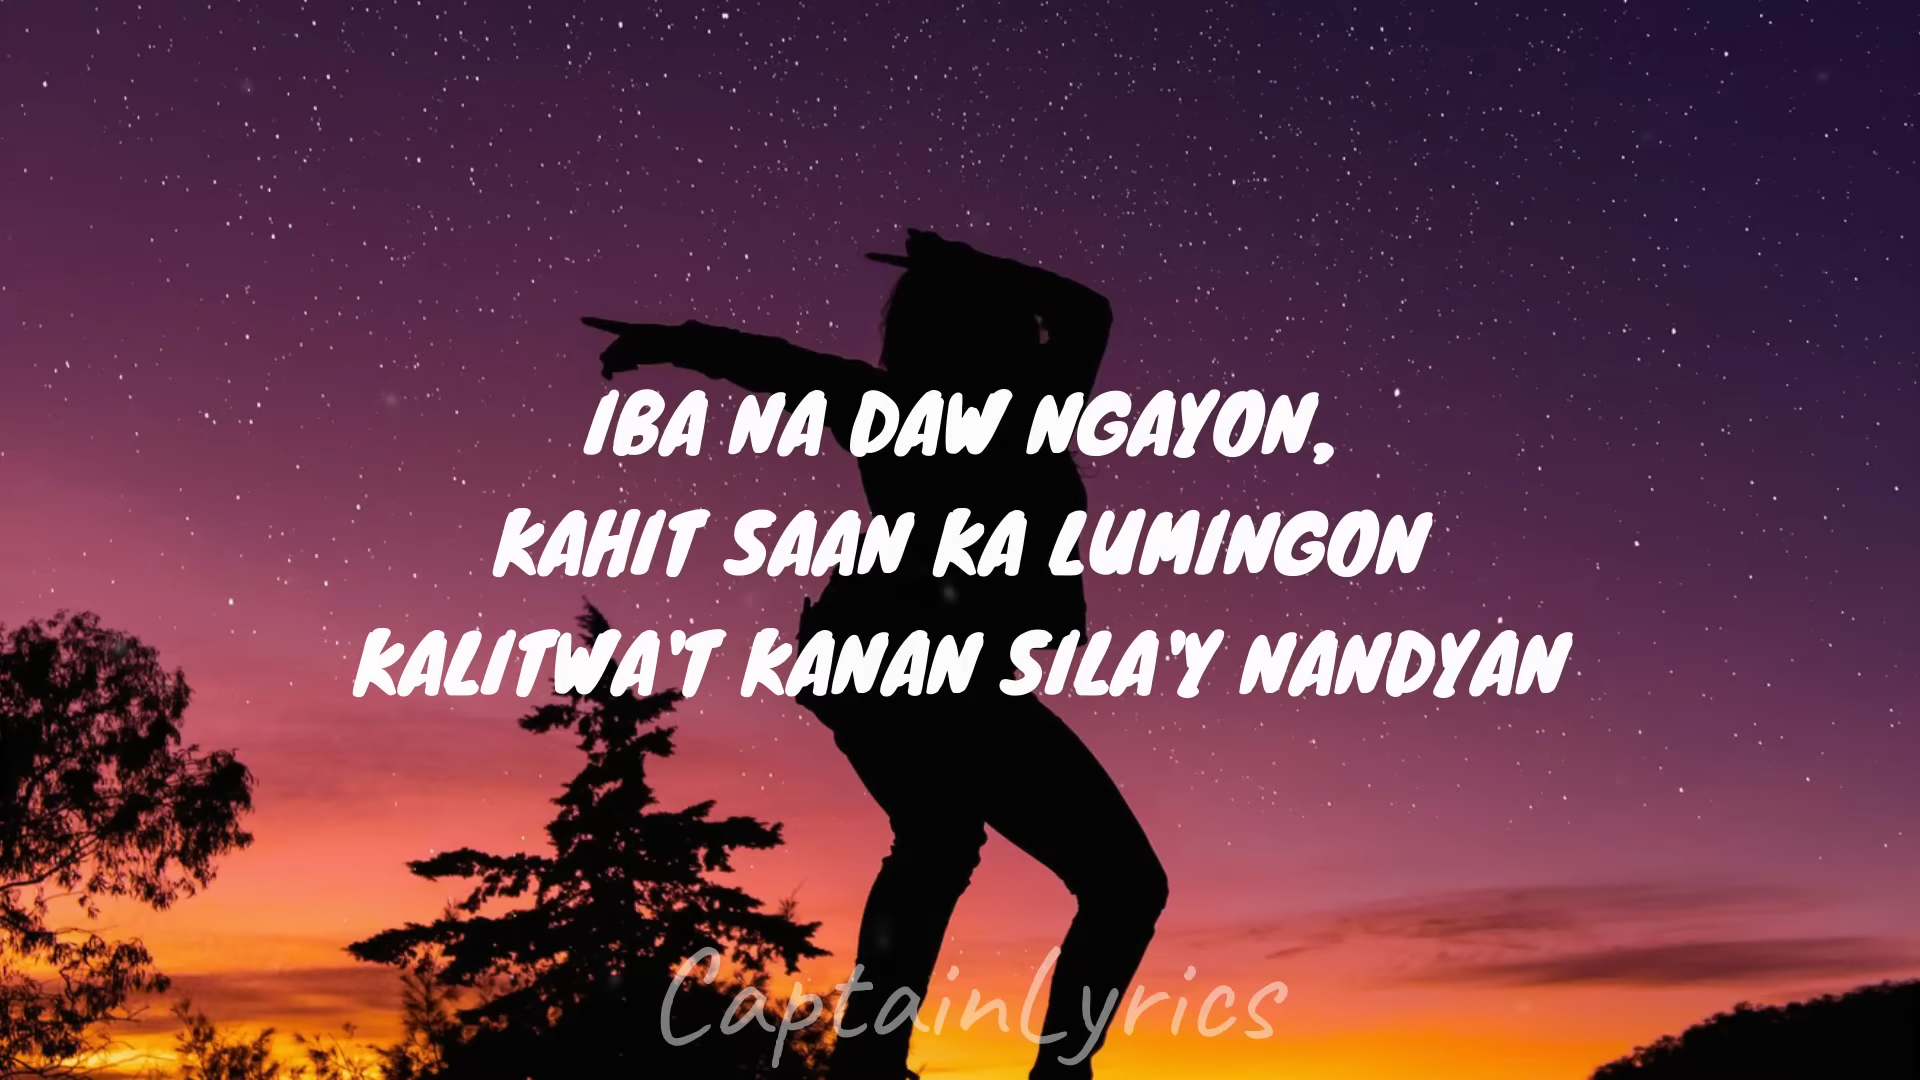 IBA NA DAW NGAYON,
KAHIT SAAN KA LUMINGON
KALITWA'T KANAN SILA'Y NANDYAN
CaptainLyrics